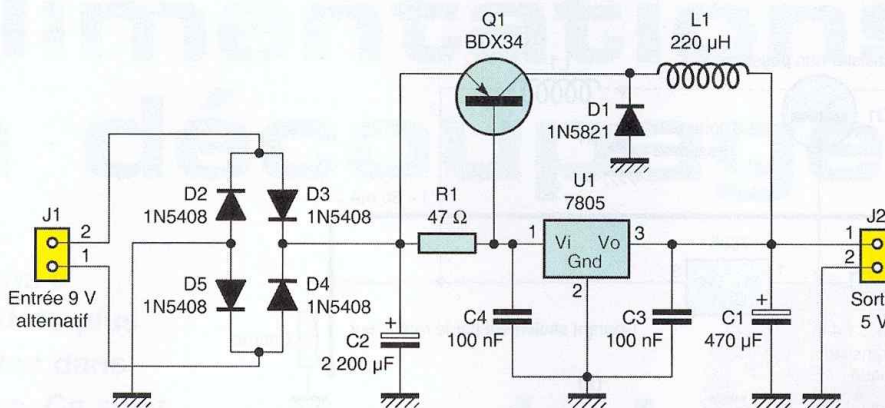 Q1
BDX34
L1
220 µH
D1
1N5821
U1
7805
D2
1N5408
D3
1N5408
R1
47 Ω
J1
2
1
1
Vi
Vo
3
Gnd
2
J2
1
2
Entrée 9 V
alternatif
D5
1N5408
D4
1N5408
C4
100 nF
C3
100 nF
+
C1
470 µF
Sort
5 V
+
C2
2 200 µF